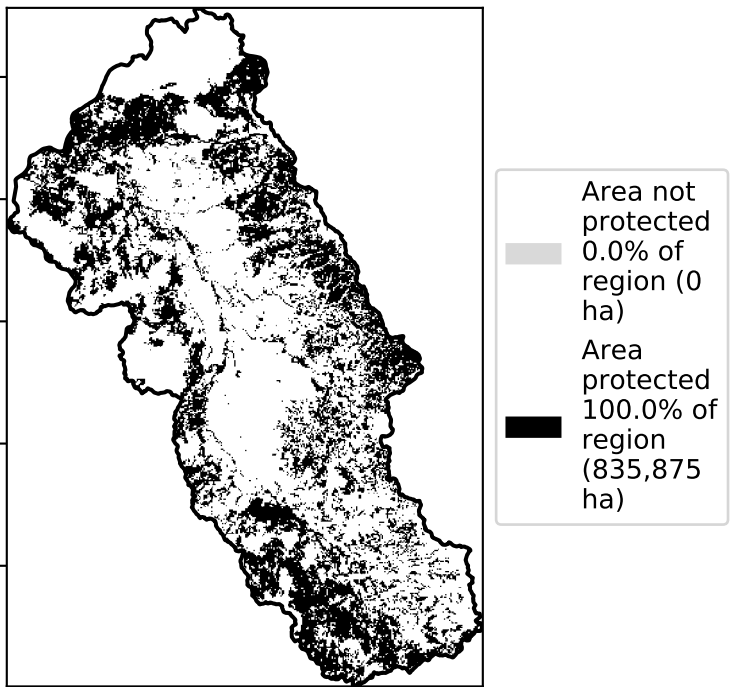 Area not
protected
0.0% of
region (0
ha)
Area
protected
100.0% of
region
(835,875
ha)